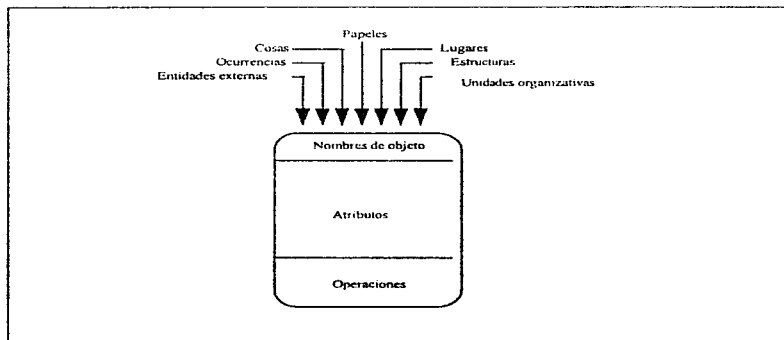 Papeles
Cosas
Lugares
Ocurrencias
Estructuras
Entidades externas
Unidades organizativas
Nombres de objeto
Atributos
Operaciones